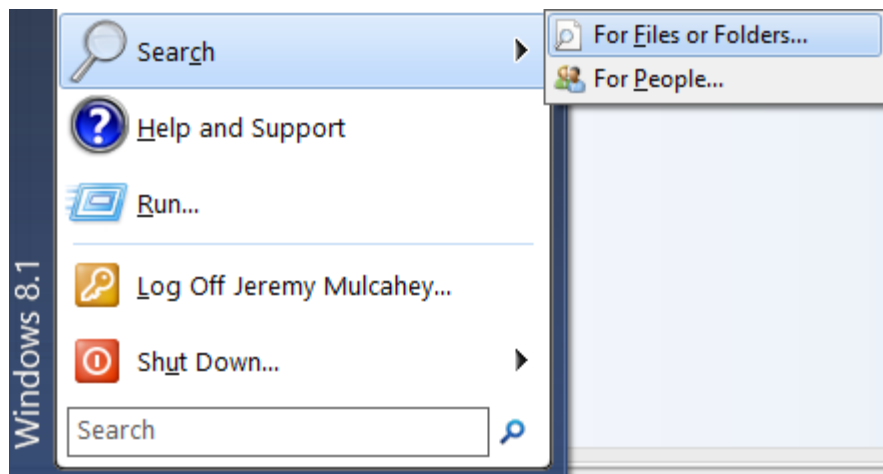 Search
For Files or Folders...
For People...
Help and Support
Run...
Log Off Jeremy Mulcahey...
Shut Down...
Search
Windows 8.1